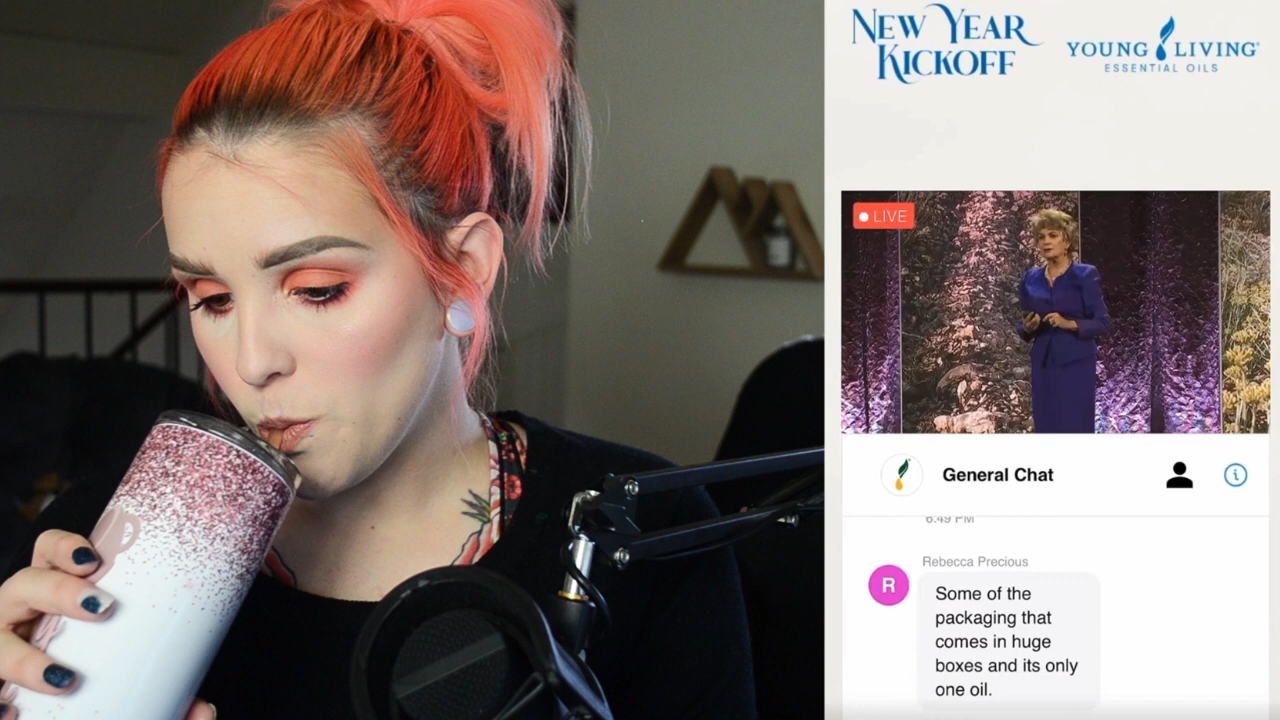 NEW YEAR
KICKOFF
YOUNG LIVING
ESSENTIAL OILS
LIVE
General Chat
6:49 PM
Rebecca Precious
R
Some of the
packaging that
comes in huge
boxes and its only
one oil.